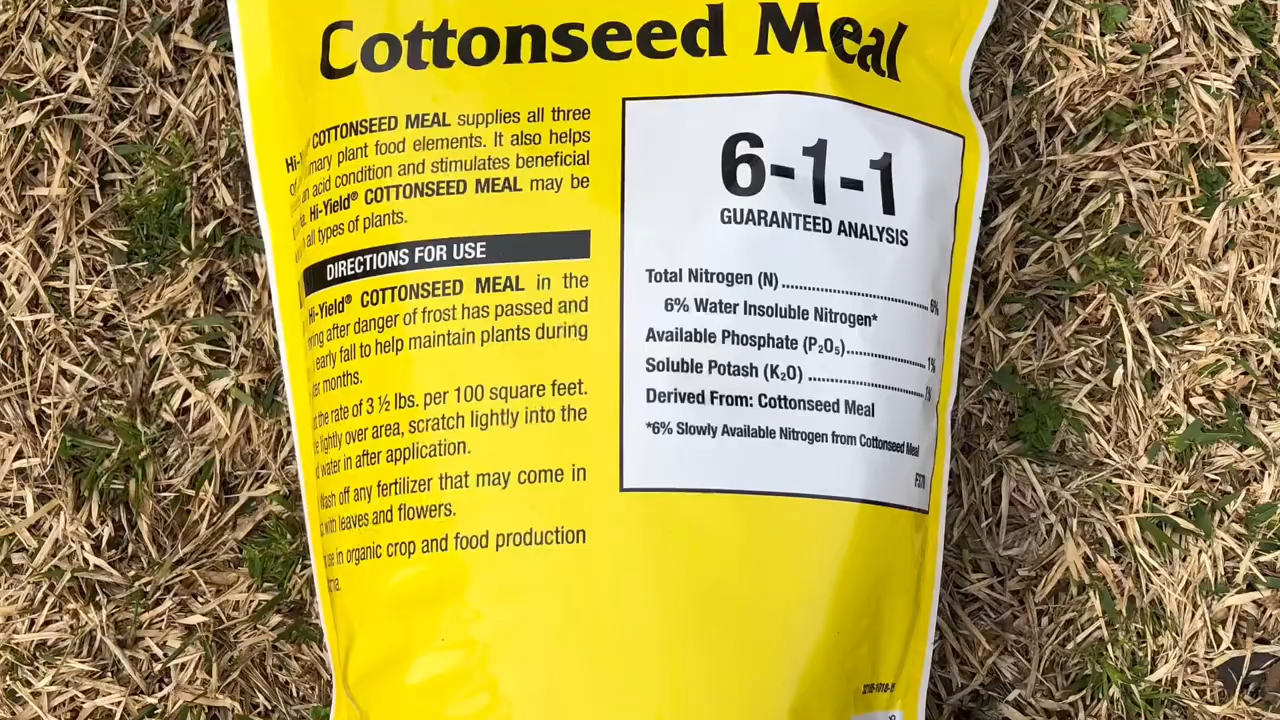 Cottonseed Meal
COTTONSEED MEAL supplies all three
plant food elements. It also helps
an acid condition and stimulates beneficial
Hi-Yield® COTTONSEED MEAL may be
all types of plants.
DIRECTIONS FOR USE
Hi-Yield® COTTONSEED MEAL in the
after danger of frost has passed and
early fall to help maintain plants during
months.
the rate of 3 ½ lbs. per 100 square feet.
lightly over area, scratch lightly into the
water in after application.
Wash off any fertilizer that may come in
with leaves and flowers.
use in organic crop and food production
6-1-1
GUARANTEED ANALYSIS
Total Nitrogen (N)........................................ 6%
6% Water Insoluble Nitrogen*
Available Phosphate (P₂O₅)...................... 1%
Soluble Potash (K₂O) ................................ 1%
Derived From: Cottonseed Meal
*6% Slowly Available Nitrogen from Cottonseed Meal